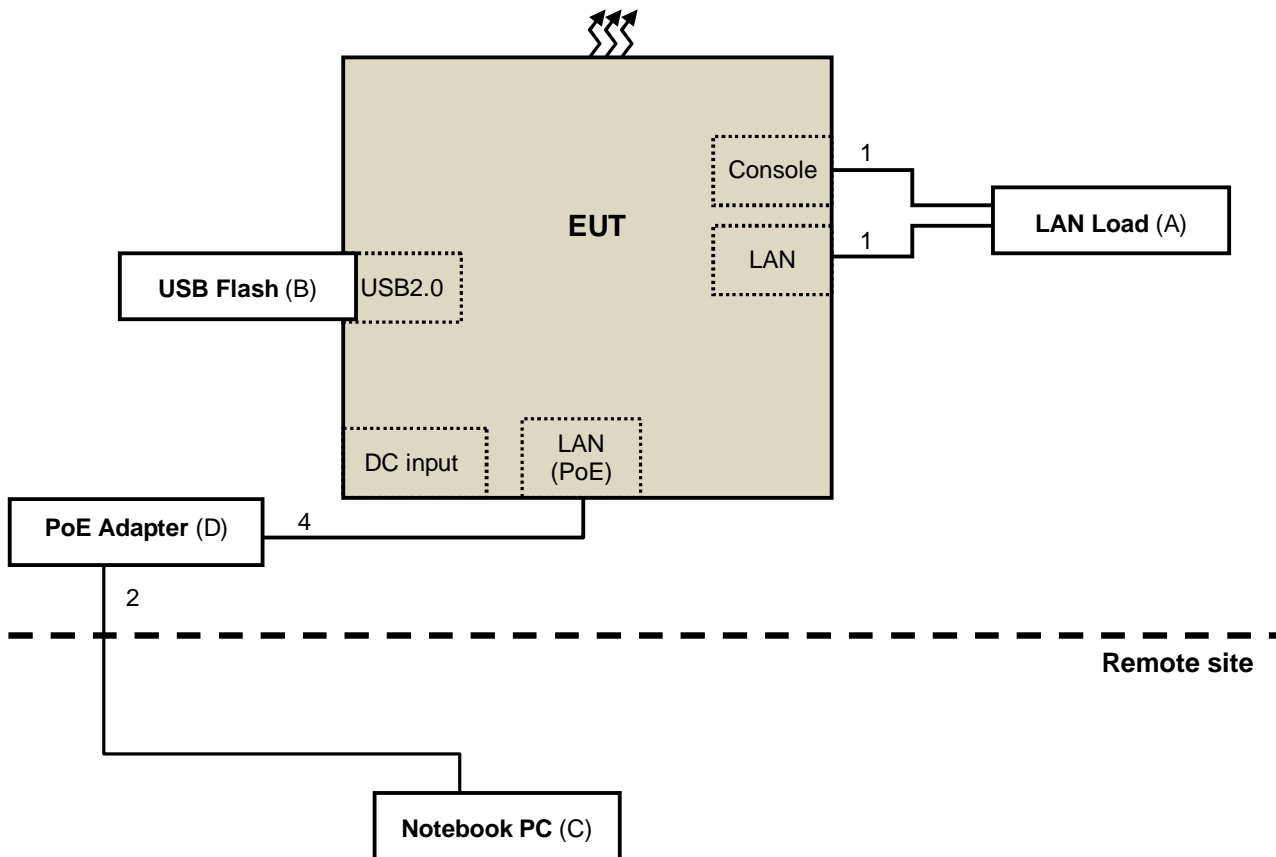 Console
1
EUT
LAN Load (A)
1
LAN
USB Flash (B)
USB2.0
DC input
LAN
(PoE)
PoE Adapter (D)
4
2
Remote site
Notebook PC (C)